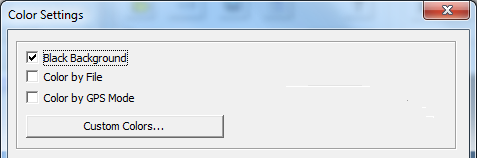 Color Settings
Black Background
Color by File
Color by GPS Mode
Custom Colors...